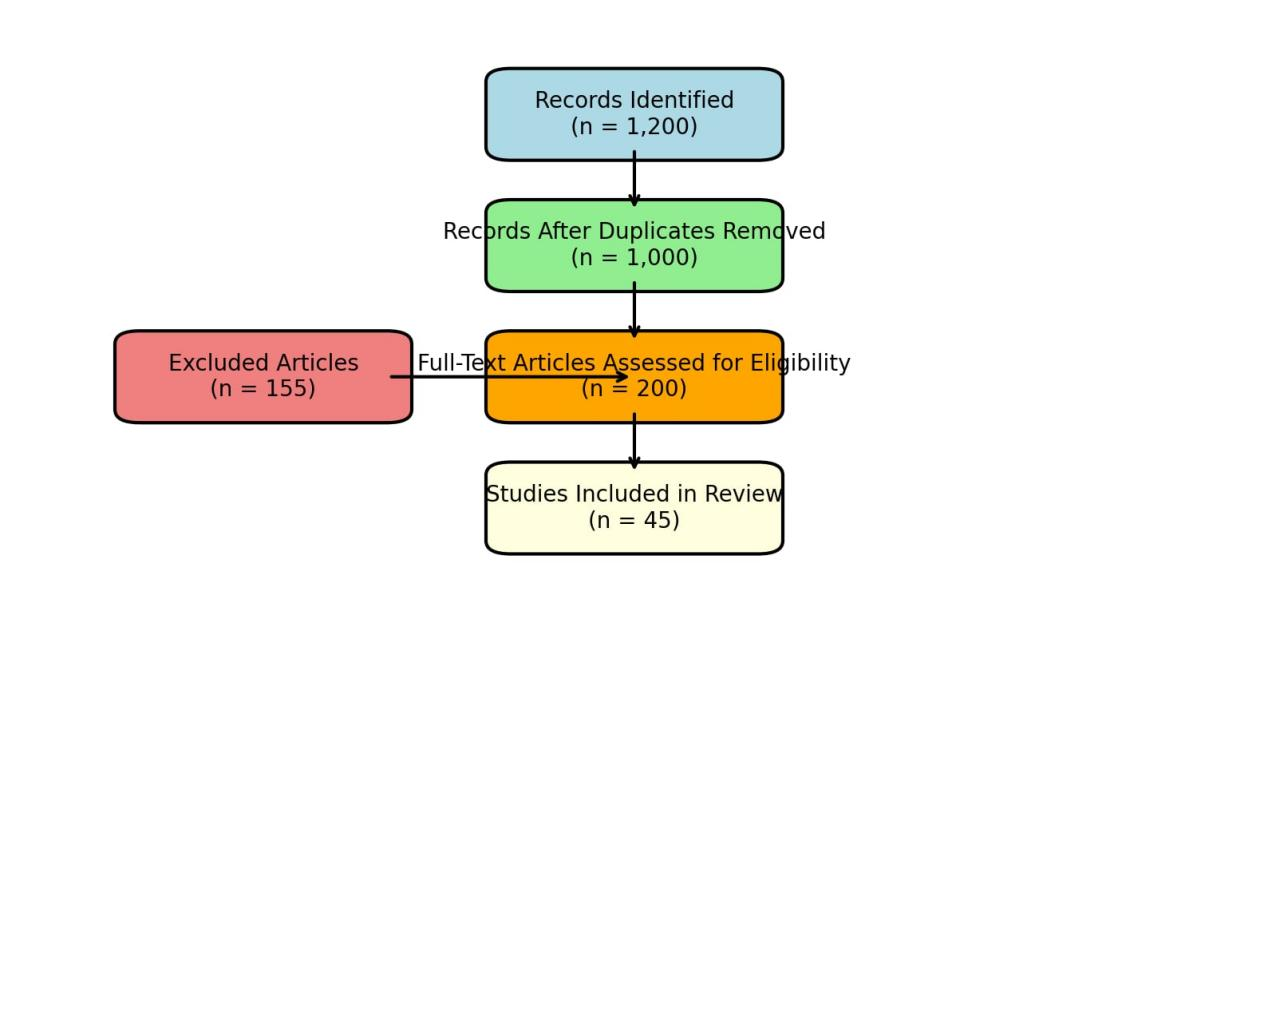 Records Identified
(n = 1,200)
Records After Duplicates Removed
(n = 1,000)
Excluded Articles
(n = 155)
Full-Text Articles Assessed for Eligibility
(n = 200)
Studies Included in Review
(n = 45)